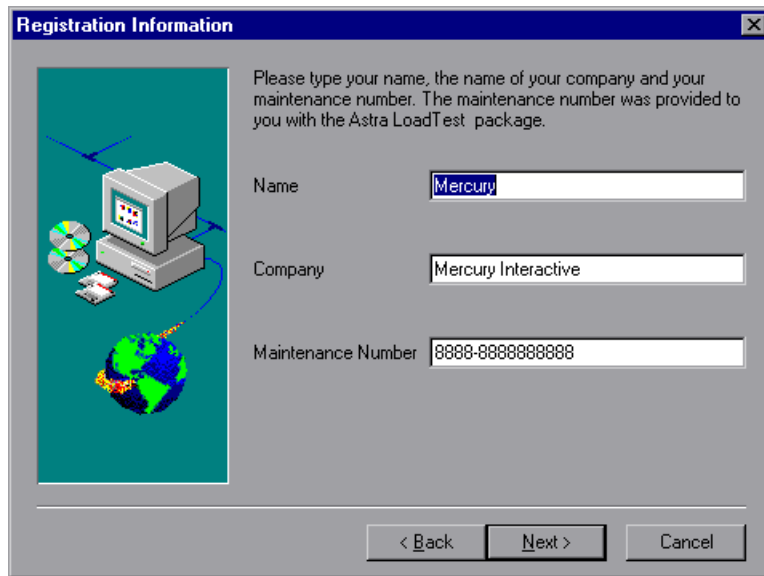 Registration Information
Please type your name, the name of your company and your
maintenance number. The maintenance number was provided to
you with the Astra LoadTest package.
Name
Mercury
Company
Mercury Interactive
Maintenance Number
8888-8888888888
< Back
Next >
Cancel